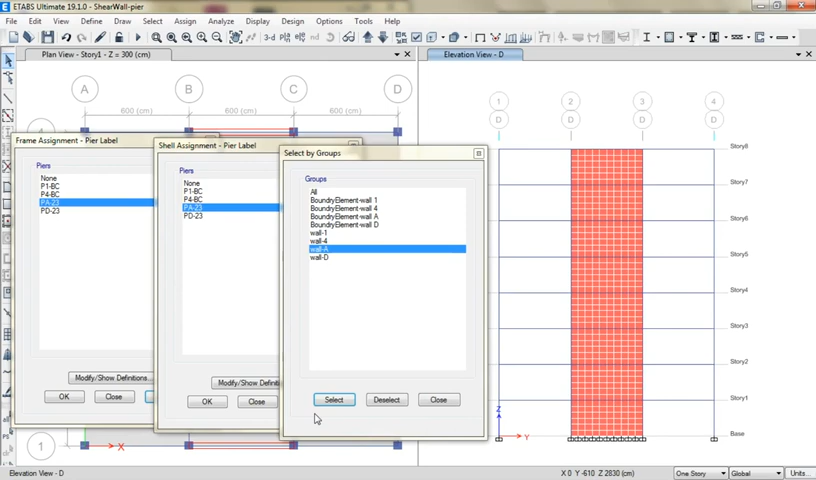 ETABS Ultimate 19.1.0 - ShearWall-pier
File Edit View Define Draw Select Assign Analyze Display Design Options Tools Help
3-d
Plan View - Story1 - Z = 300 (cm)
Elevation View - D
A B C D
600 (cm) 600 (cm) 600 (cm)
4
1 2 3 4
D D D D
Frame Assignment - Pier Label
Piers
None
P1-BC
P4-BC
PA-23
PD-23
Modify/Show Definitions...
OK Close
Shell Assignment - Pier Label
Piers
None
P1-BC
P4-BC
PA-23
PD-23
OK Close
Select by Groups
Groups
All
BoundryElement-wall 1
BoundryElement-wall 4
BoundryElement-wall A
BoundryElement-wall D
wall-1
wall-4
wall-A
wall-D
Select Deselect Close
Story8
Story7
Story6
Story5
Story4
Story3
Story2
Story1
Base
Z
Y
1
X
Elevation View - D
X 0 Y -610 Z 2830 (cm)
One Story
Global
Units...